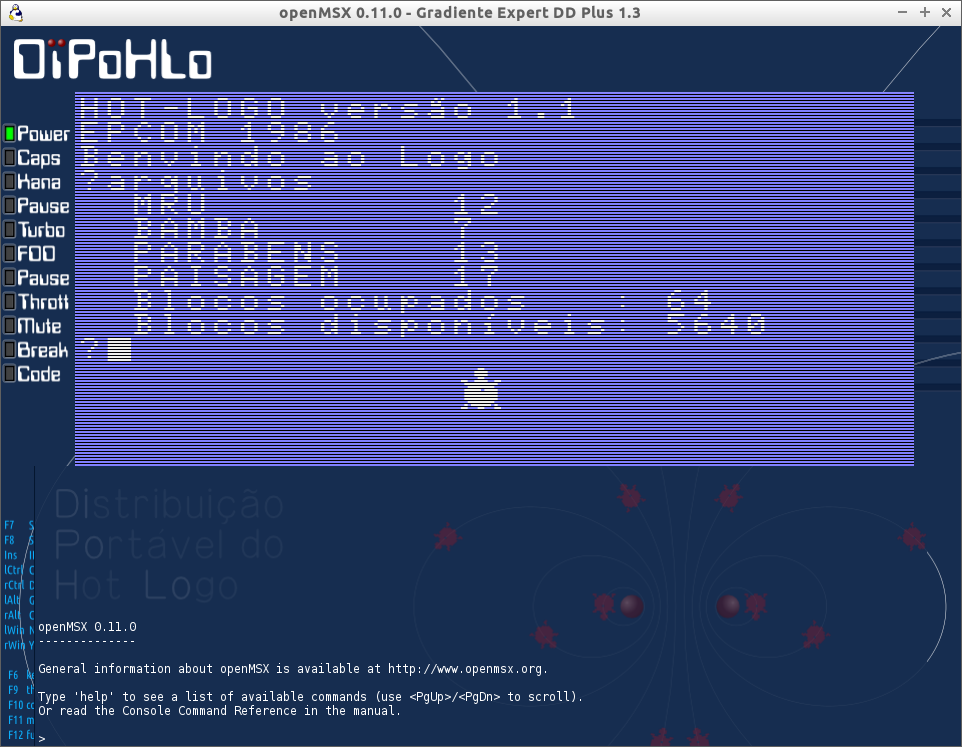 openMSX 0.11.0 - Gradiente Expert DD Plus 1.3
DïPoHLo
HOT-LOGO versão 1.1
EPCOM 1986
Benvindo ao Logo
?arquivos
MRU 12
BAMBA 7
PARABENS 13
PAISAGEM 17
Blocos ocupados : 64
Blocos disponíveis: 5640
?
Power
Caps
Kana
Pause
Turbo
FDD
Pause
Thrott
Mute
Break
Code
Distribuição
Portável do
Hot Logo
F7 S
F8 S
Ins I
lCtrl C
rCtrl D
lAlt G
rAlt C
lWin N
rWin Y
F6 k
F9 th
F10 co
F11 m
F12 fu
openMSX 0.11.0
--------------
General information about openMSX is available at http://www.openmsx.org.
Type 'help' to see a list of available commands (use <PgUp>/<PgDn> to scroll).
Or read the Console Command Reference in the manual.
>